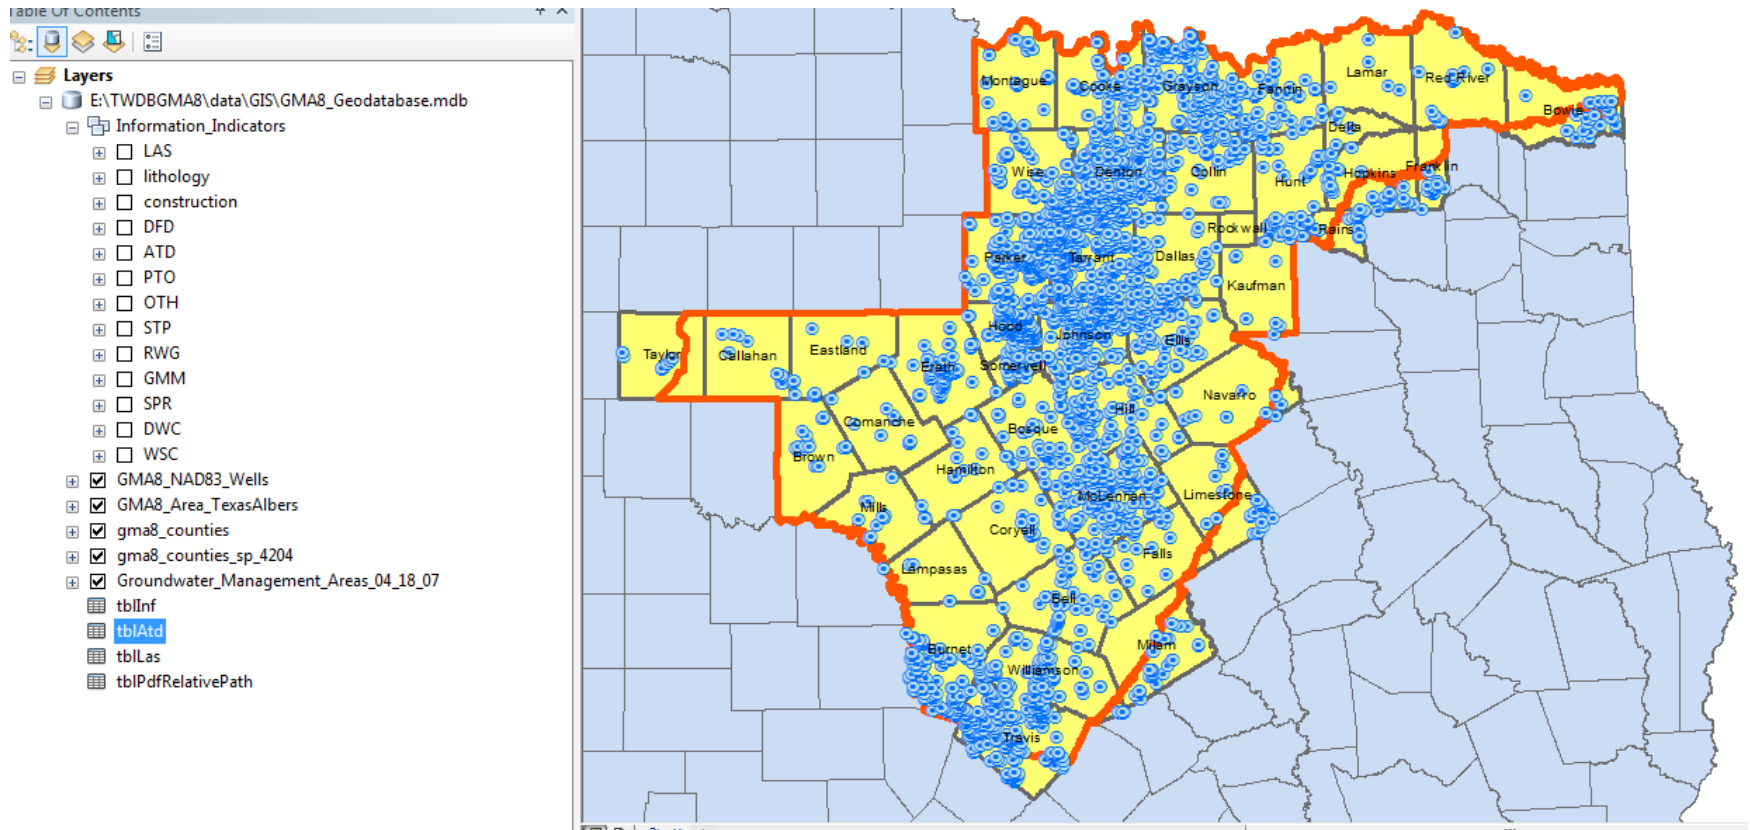 Table Of Contents
Layers
E:\TWDBGMA8\data\GIS\GMA8_Geodatabase.mdb
Information_Indicators
LAS
lithology
construction
DFD
ATD
PTO
OTH
STP
RWG
GMM
SPR
DWC
WSC
GMA8_NAD83_Wells
GMA8_Area_TexasAlbers
gma8_counties
gma8_counties_sp_4204
Groundwater_Management_Areas_04_18_07
tblInf
tblAtd
tblLas
tblPdfRelativePath
Montague
Cooke
Grayson
Fannin
Lamar
Red River
Bowie
Delta
Wise
Denton
Collin
Hunt
Hopkins
Franklin
Rockwall
Rains
Parker
Tarrant
Dallas
Kaufman
Taylor
Callahan
Eastland
Erath
Hood
Johnson
Ellis
Somervell
Navarro
Comanche
Bosque
Hill
Brown
Hamilton
McLennan
Limestone
Mills
Coryell
Falls
Lampasas
Bell
Burnet
Milam
Williamson
Travis